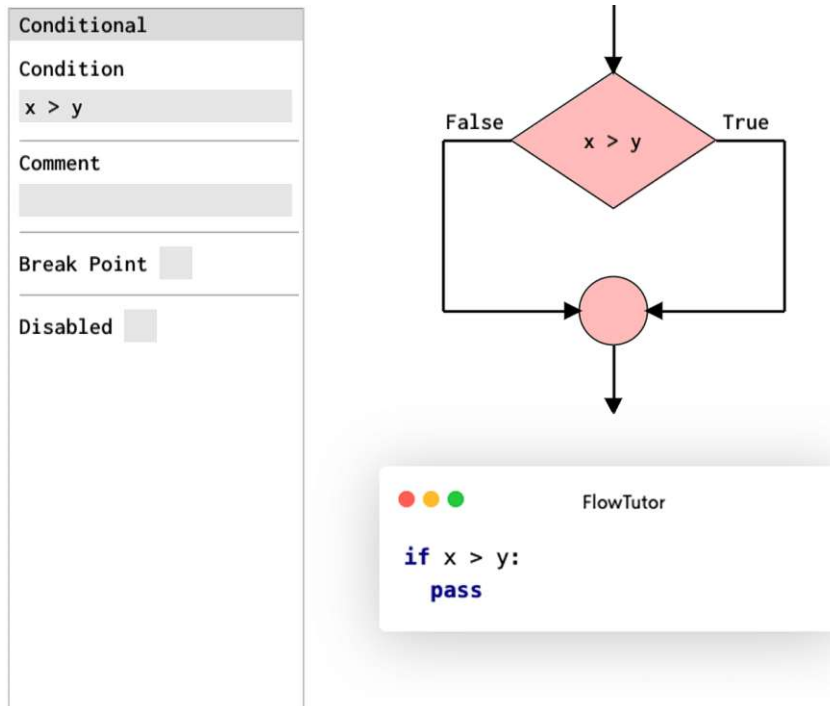 Conditional
Condition
x > y
Comment
Break Point
Disabled
False
True
x > y
FlowTutor
if x > y:
  pass